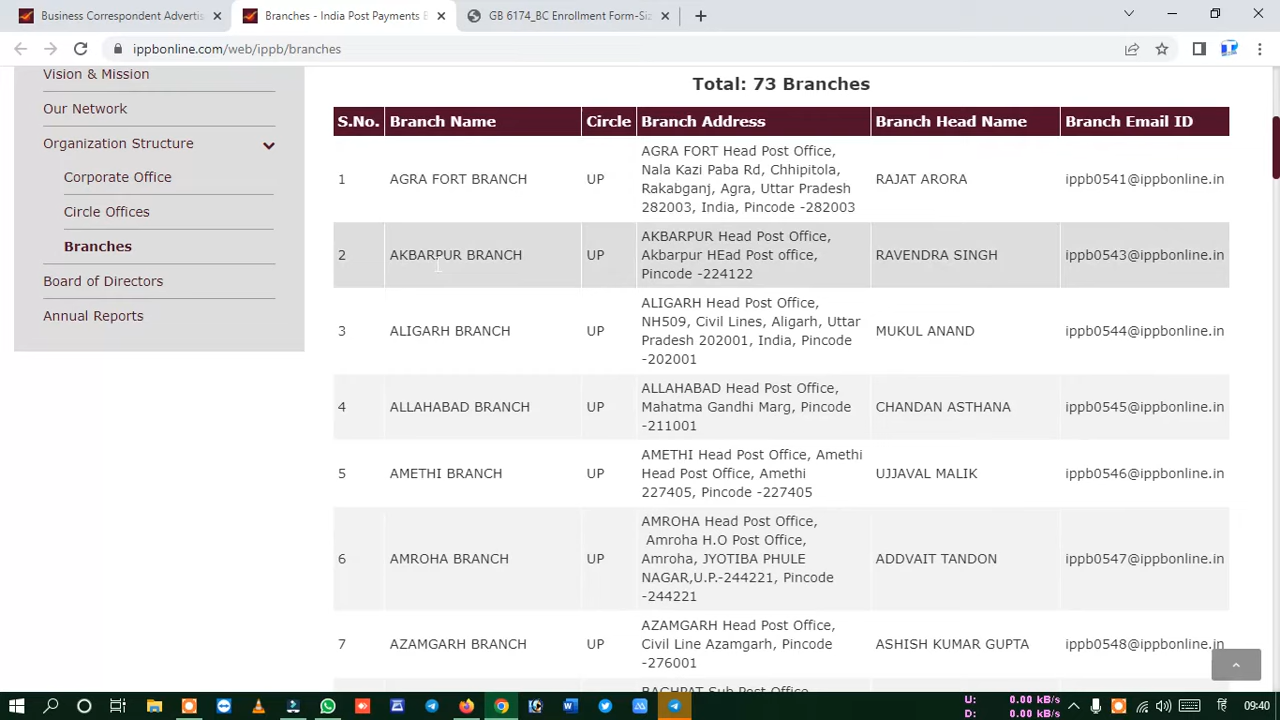 Business Correspondent Advertis
Branches - India Post Payments B
GB 6174_BC Enrollment Form-Siz
ippbonline.com/web/ippb/branches
Vision & Mission
Our Network
Organization Structure
Corporate Office
Circle Offices
Branches
Board of Directors
Annual Reports
Total: 73 Branches
S.No. Branch Name Circle Branch Address Branch Head Name Branch Email ID
AGRA FORT Head Post Office,
Nala Kazi Paba Rd, Chhipitola,
1 AGRA FORT BRANCH UP Rakabganj, Agra, Uttar Pradesh RAJAT ARORA ippb0541@ippbonline.in
282003, India, Pincode -282003
AKBARPUR Head Post Office,
2 AKBARPUR BRANCH UP Akbarpur HEad Post office, RAVENDRA SINGH ippb0543@ippbonline.in
Pincode -224122
ALIGARH Head Post Office,
NH509, Civil Lines, Aligarh, Uttar
3 ALIGARH BRANCH UP Pradesh 202001, India, Pincode MUKUL ANAND ippb0544@ippbonline.in
-202001
ALLAHABAD Head Post Office,
4 ALLAHABAD BRANCH UP Mahatma Gandhi Marg, Pincode CHANDAN ASTHANA ippb0545@ippbonline.in
-211001
AMETHI Head Post Office, Amethi
5 AMETHI BRANCH UP Head Post Office, Amethi UJJAVAL MALIK ippb0546@ippbonline.in
227405, Pincode -227405
AMROHA Head Post Office,
Amroha H.O Post Office,
6 AMROHA BRANCH UP Amroha, JYOTIBA PHULE ADDVAIT TANDON ippb0547@ippbonline.in
NAGAR,U.P.-244221, Pincode
-244221
AZAMGARH Head Post Office,
7 AZAMGARH BRANCH UP Civil Line Azamgarh, Pincode ASHISH KUMAR GUPTA ippb0548@ippbonline.in
-276001
BAGHPAT Sub Post Office
U: 0.00 kB/s
D: 0.00 kB/s
09:40